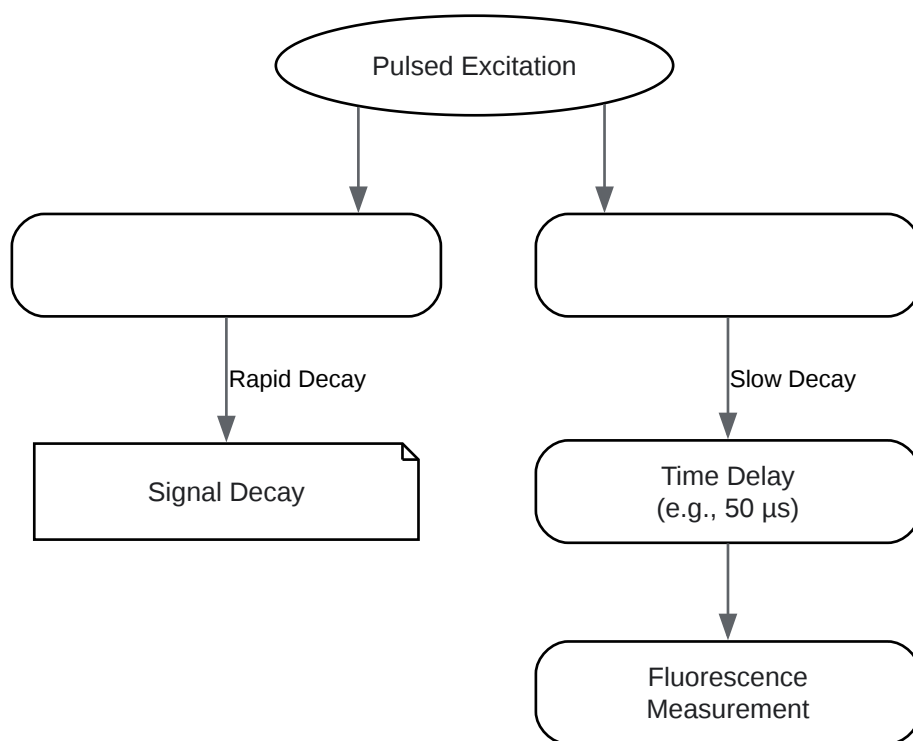 Pulsed Excitation
Rapid Decay
Slow Decay
Signal Decay
Time Delay
(e.g., 50 µs)
Fluorescence
Measurement